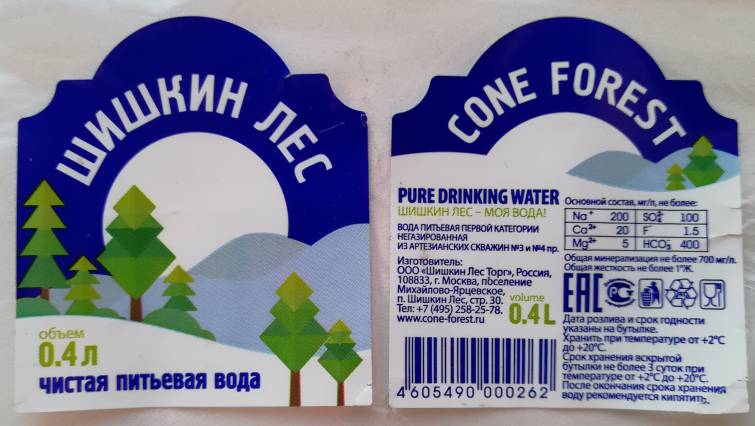 ШИШКИН ЛЕС
объем
0.4 л
чистая питьевая вода
CONE FOREST
PURE DRINKING WATER
ШИШКИН ЛЕС – МОЯ ВОДА!
ВОДА ПИТЬЕВАЯ ПЕРВОЙ КАТЕГОРИИ
НЕГАЗИРОВАННАЯ
ИЗ АРТЕЗИАНСКИХ СКВАЖИН №3 и №4 пр.
Изготовитель:
ООО «Шишкин Лес Торг», Россия,
108833, г. Москва, поселение
Михайлово-Ярцевское,
п. Шишкин Лес, стр. 30.
Тел: +7 (495) 258-25-78.
www.cone-forest.ru
volume
0.4 L
4 605490 000262
Основной состав, мг/л, не более:
Na⁺ 200 SO₄²⁻ 100
Ca²⁺ 20 F⁻ 1.5
Mg²⁺ 5 HCO₃⁻ 400
Общая минерализация не более 700 мг/л.
Общая жесткость не более 1°Ж.
EAC
Дата розлива и срок годности
указаны на бутылке.
Хранить при температуре от +2°C
до +20°C.
Срок хранения вскрытой
бутылки не более 3 суток при
температуре от +2°C до +20°C.
После окончания срока хранения
воду рекомендуется кипятить.